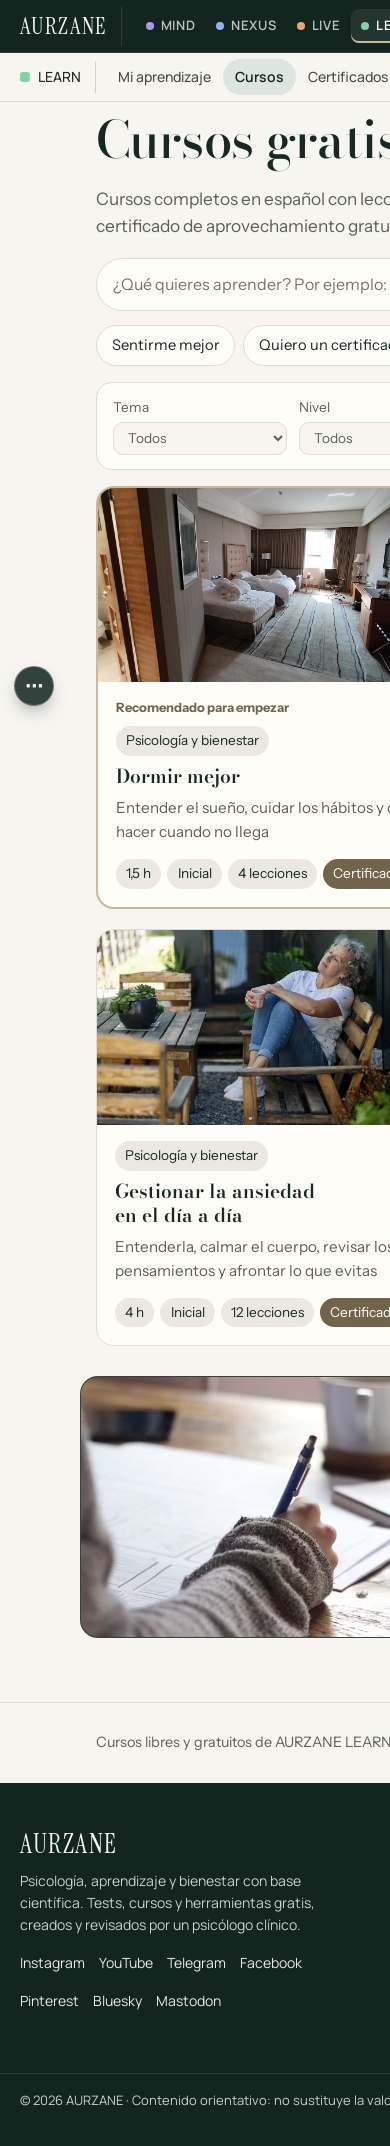 AURZANE MIND NEXUS LIVE LE
LEARN Mi aprendizaje Cursos Certificados
Cursos gratis
Cursos completos en español con lecc
certificado de aprovechamiento gratu
¿Qué quieres aprender? Por ejemplo:
Sentirme mejor Quiero un certifica
Tema Nivel
Todos Todos
Recomendado para empezar
Psicología y bienestar
Dormir mejor
Entender el sueño, cuidar los hábitos y
hacer cuando no llega
1,5 h Inicial 4 lecciones Certificad
Psicología y bienestar
Gestionar la ansiedad
en el día a día
Entenderla, calmar el cuerpo, revisar los
pensamientos y afrontar lo que evitas
4 h Inicial 12 lecciones Certificad
Cursos libres y gratuitos de AURZANE LEARN
AURZANE
Psicología, aprendizaje y bienestar con base
científica. Tests, cursos y herramientas gratis,
creados y revisados por un psicólogo clínico.
Instagram YouTube Telegram Facebook
Pinterest Bluesky Mastodon
© 2026 AURZANE · Contenido orientativo: no sustituye la valo